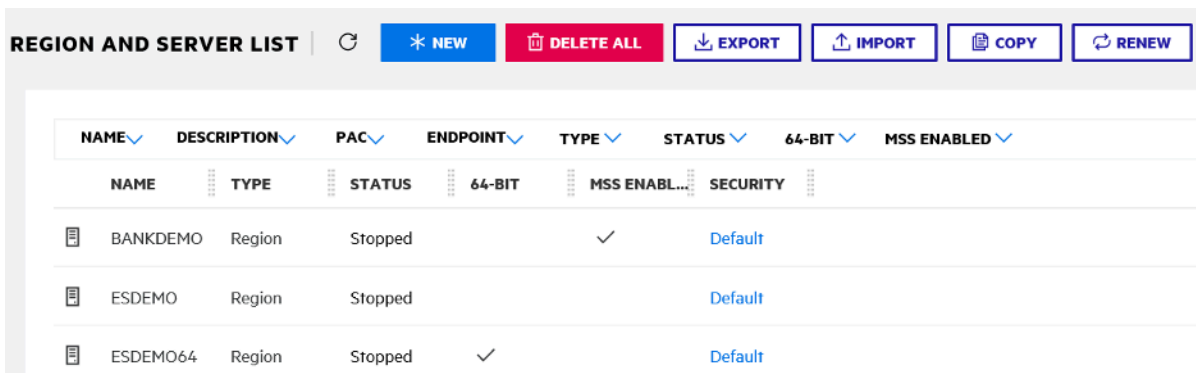 REGION AND SERVER LIST NEW DELETE ALL EXPORT IMPORT COPY RENEW
NAME DESCRIPTION PAC ENDPOINT TYPE STATUS 64-BIT MSS ENABLED
NAME TYPE STATUS 64-BIT MSS ENABL... SECURITY
BANKDEMO Region Stopped Default
ESDEMO Region Stopped Default
ESDEMO64 Region Stopped Default